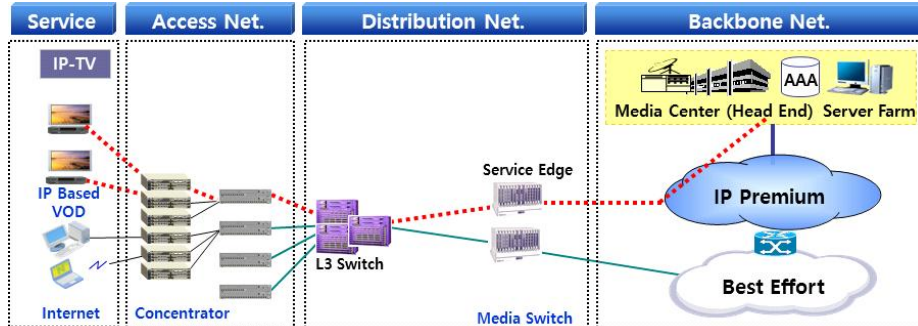 Service
Access Net.
Distribution Net.
Backbone Net.
IP-TV
IP Based
VOD
Internet
Concentrator
L3 Switch
Service Edge
Media Switch
AAA
Media Center (Head End) Server Farm
IP Premium
Best Effort